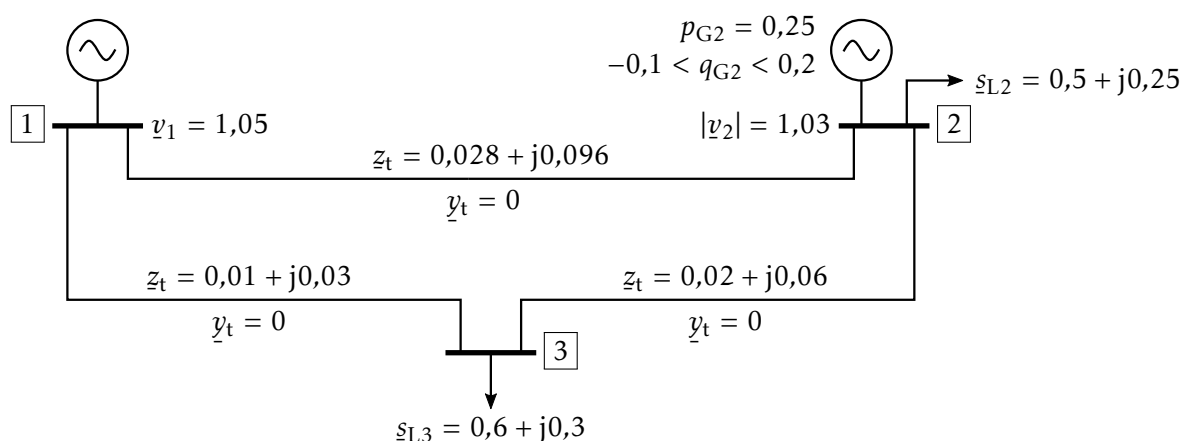 p_G2 = 0,25
−0,1 < q_G2 < 0,2
s_L2 = 0,5 + j0,25
1
v_1 = 1,05
|v_2| = 1,03
2
z_t = 0,028 + j0,096
y_t = 0
z_t = 0,01 + j0,03
y_t = 0
z_t = 0,02 + j0,06
y_t = 0
3
s_L3 = 0,6 + j0,3